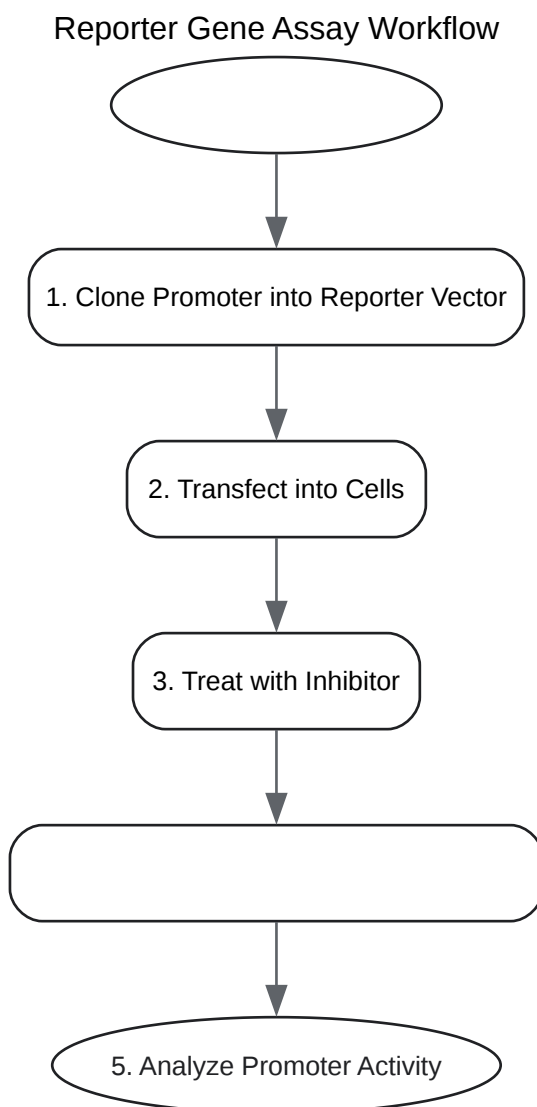 Reporter Gene Assay Workflow
1. Clone Promoter into Reporter Vector
2. Transfect into Cells
3. Treat with Inhibitor
5. Analyze Promoter Activity